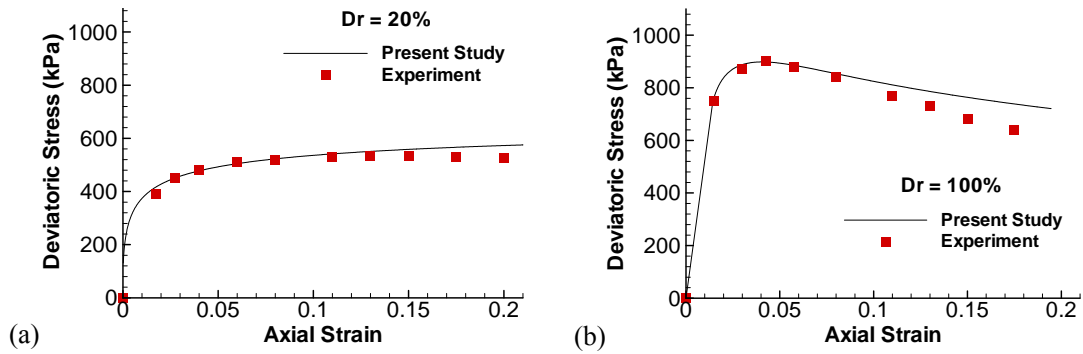 Dr = 20%
Present Study
Experiment
Deviatoric Stress (kPa)
1000
800
600
400
200
0
0
0.05
0.1
0.15
0.2
Axial Strain
(a)
Dr = 100%
Present Study
Experiment
Deviatoric Stress (kPa)
1000
800
600
400
200
0
0
0.05
0.1
0.15
0.2
Axial Strain
(b)